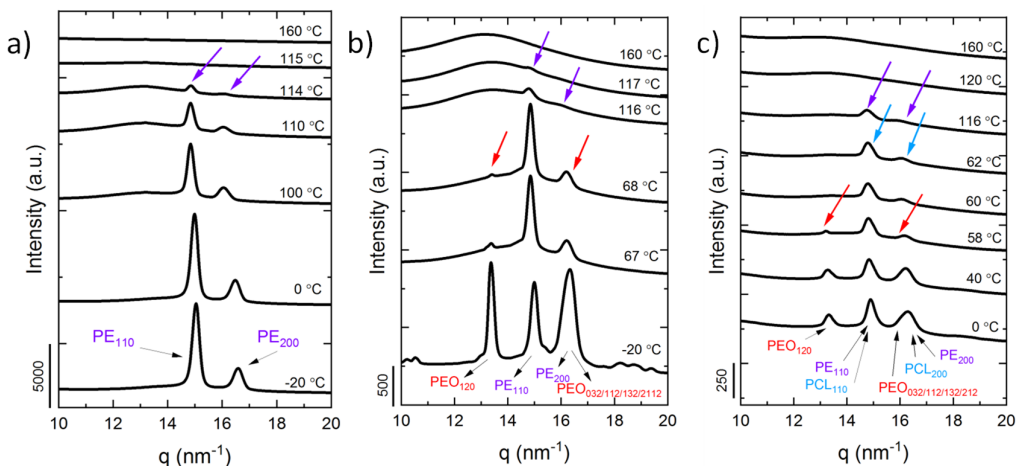 a)
160 °C
115 °C
114 °C
110 °C
100 °C
0 °C
-20 °C
PE110
PE200
5000
Intensity (a.u.)
10 12 14 16 18 20
q (nm-1)
b)
160 °C
117 °C
116 °C
68 °C
67 °C
-20 °C
PEO120
PE110
PE200
PEO032/112/132/2112
500
Intensity (a.u.)
10 12 14 16 18 20
q (nm-1)
c)
160 °C
120 °C
116 °C
62 °C
60 °C
58 °C
40 °C
0 °C
PEO120
PE110
PCL110
PE200
PCL200
PEO032/112/132/212
250
Intensity (a.u.)
10 12 14 16 18 20
q (nm-1)